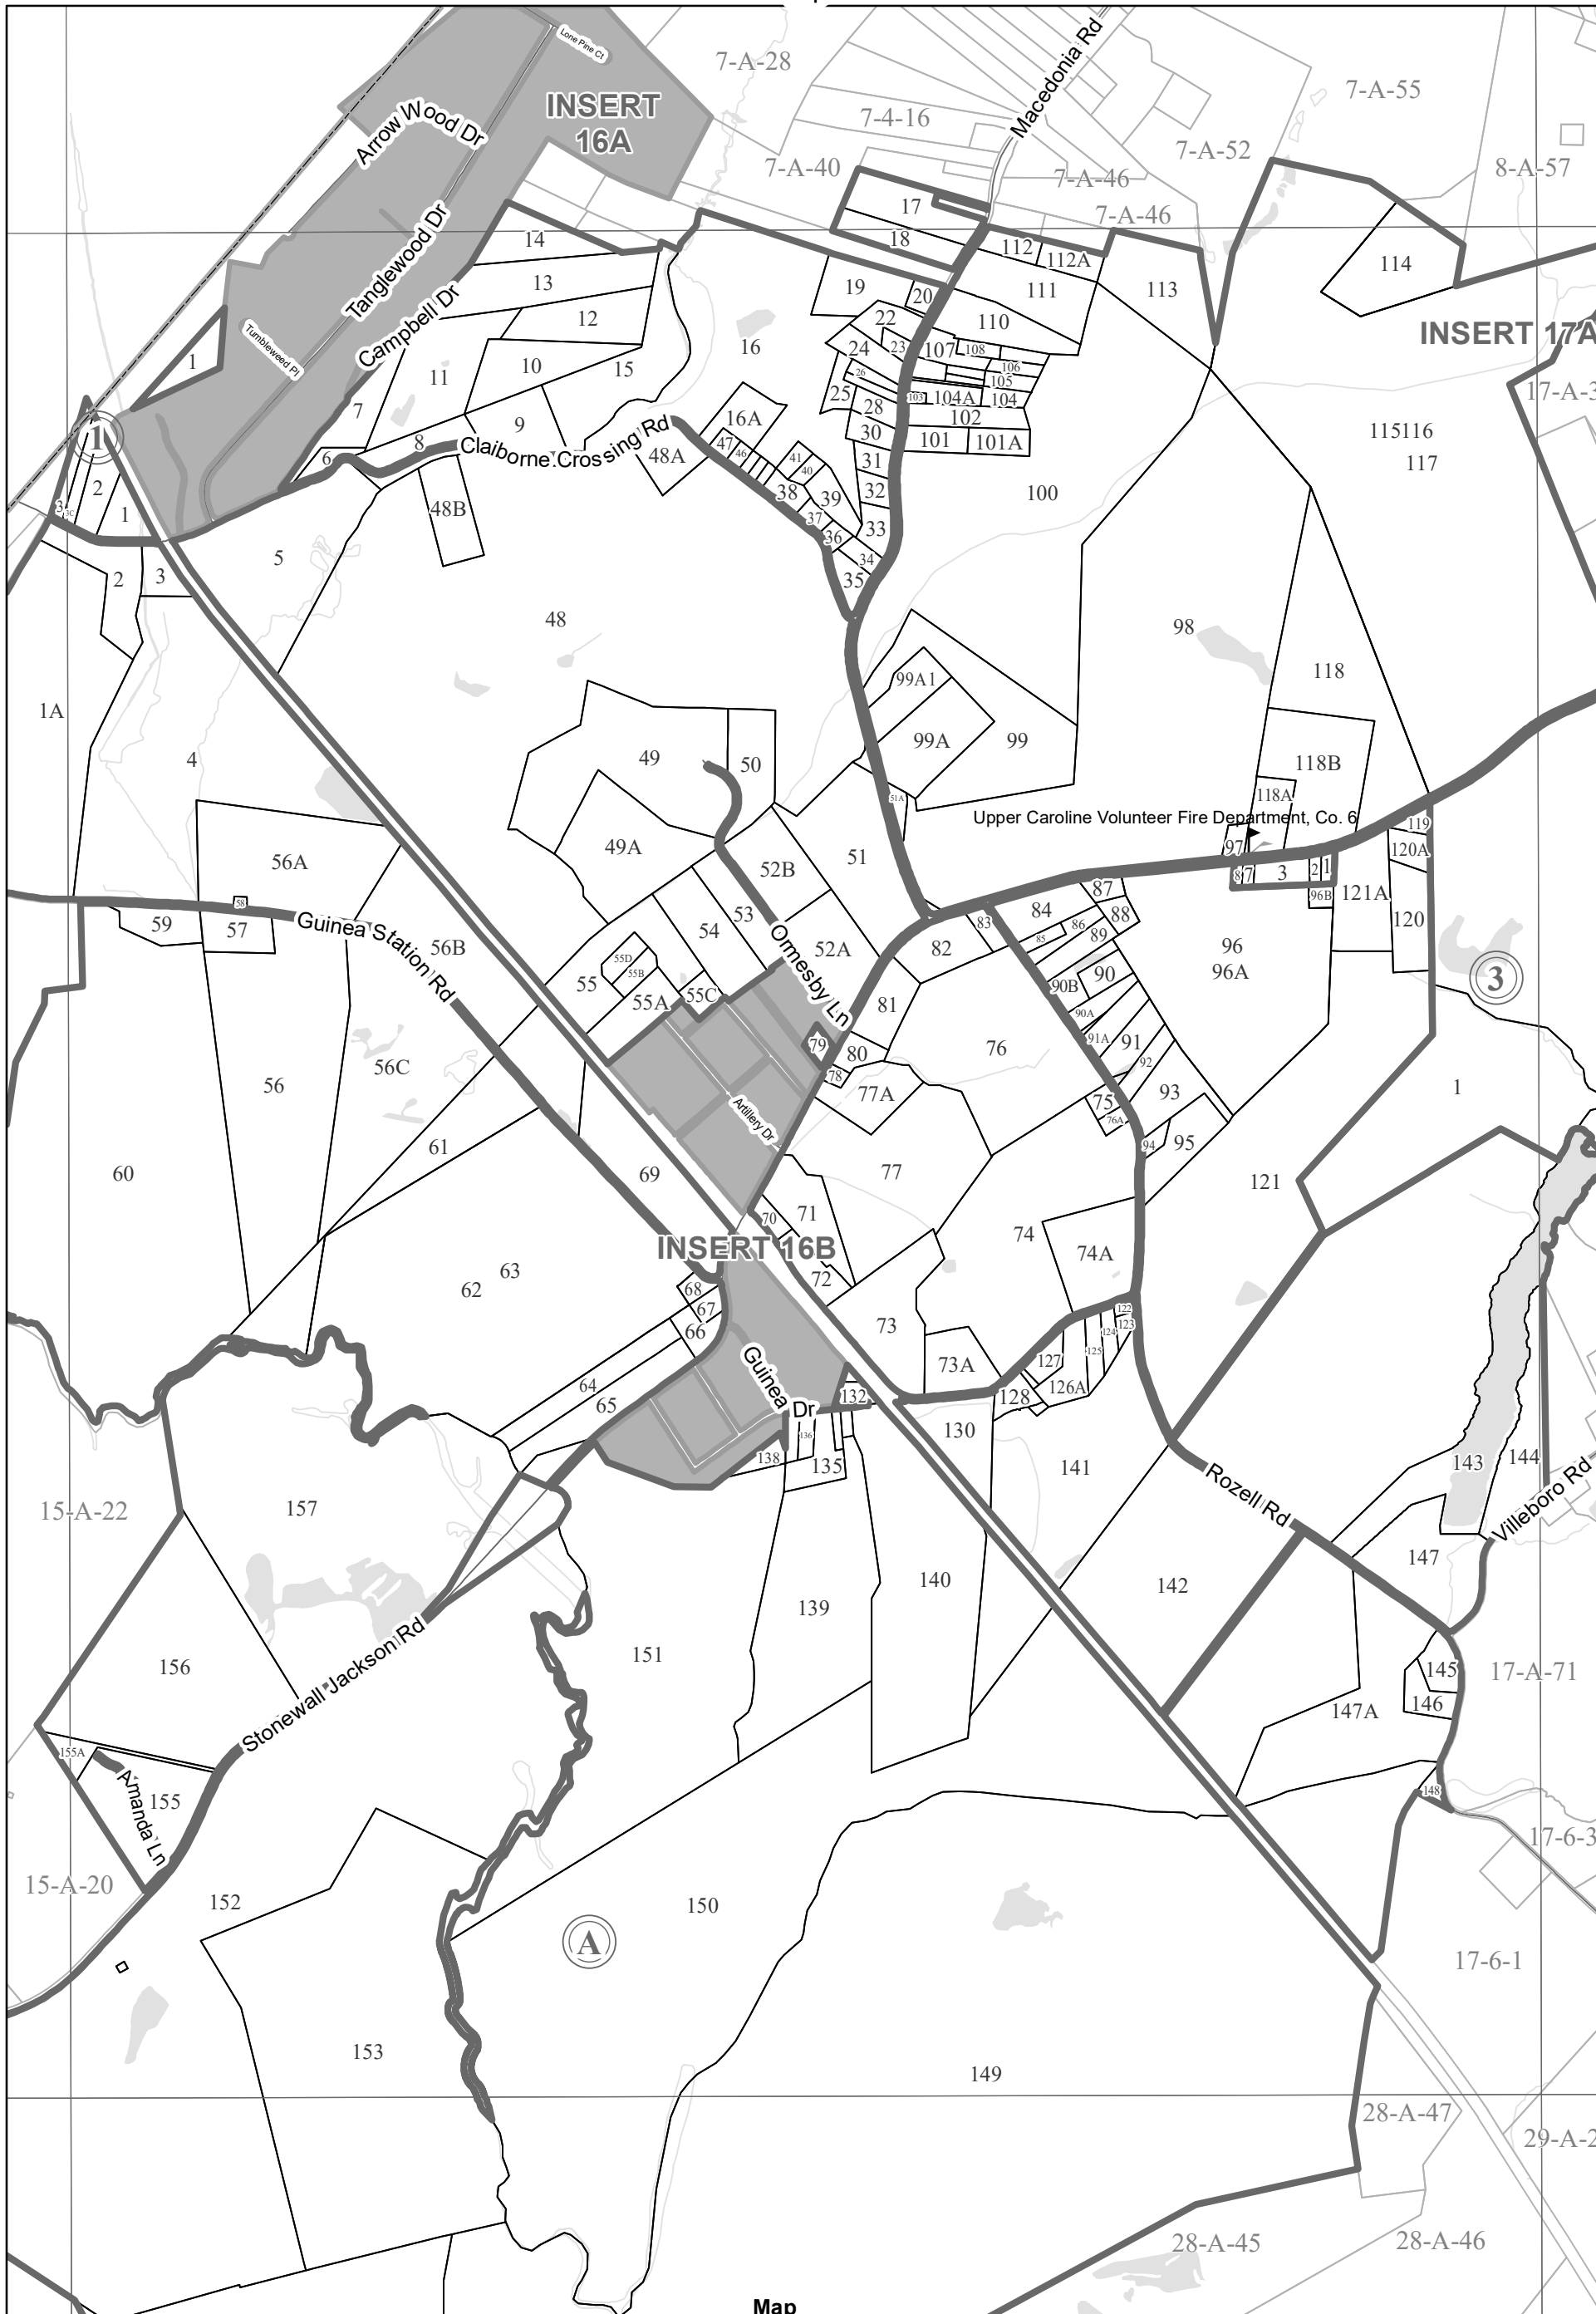 Lone Pine Ct
7-A-28
Macedonia Rd
INSERT
16A
7-A-55
Arrow Wood Dr
7-4-16
7-A-52
7-A-40
7-A-46
8-A-57
17
7-A-46
Tanglewood Dr
14
18
112
112A
114
13
19
20
111
113
Campbell Dr
12
22
110
INSERT 17A
Tumbleweed Pl
1
16
24
23
107
108
10
15
106
11
26
105
17-A-3
25
103
104A
104
7
28
102
16A
9
30
101
101A
115116
1
8
Claiborne Crossing Rd
47
46
48A
41
40
31
117
6
38
39
32
2
100
3
3C
1
48B
37
33
36
34
5
35
2
3
48
98
118
99A1
1A
99A
99
4
49
50
118B
51A
118A
Upper Caroline Volunteer Fire Department, Co. 6
119
56A
49A
52B
51
97
120A
8
7
3
2
1
87
96B
121A
58
59
57
Guinea Station Rd
56B
54
53
Ormesby Ln
52A
83
84
86
88
120
85
89
82
96
96A
55D
55B
55
55A
55C
90
90B
3
81
90A
79
80
76
91A
91
56
56C
78
92
77A
75
93
1
Artillery Dr
76A
61
94
95
60
69
77
121
70
71
74
INSERT 16B
74A
63
62
72
68
67
66
73
122
123
124
125
73A
127
Guinea Dr
64
65
132
128
126A
136
130
138
135
141
143
144
Rozell Rd
Villeboro Rd
15-A-22
157
147
140
142
139
Stonewall Jackson Rd
156
151
145
17-A-71
146
147A
155A
Amanda Ln
155
148
17-6-3
15-A-20
152
150
A
17-6-1
153
149
28-A-47
29-A-2
28-A-45
28-A-46
Map